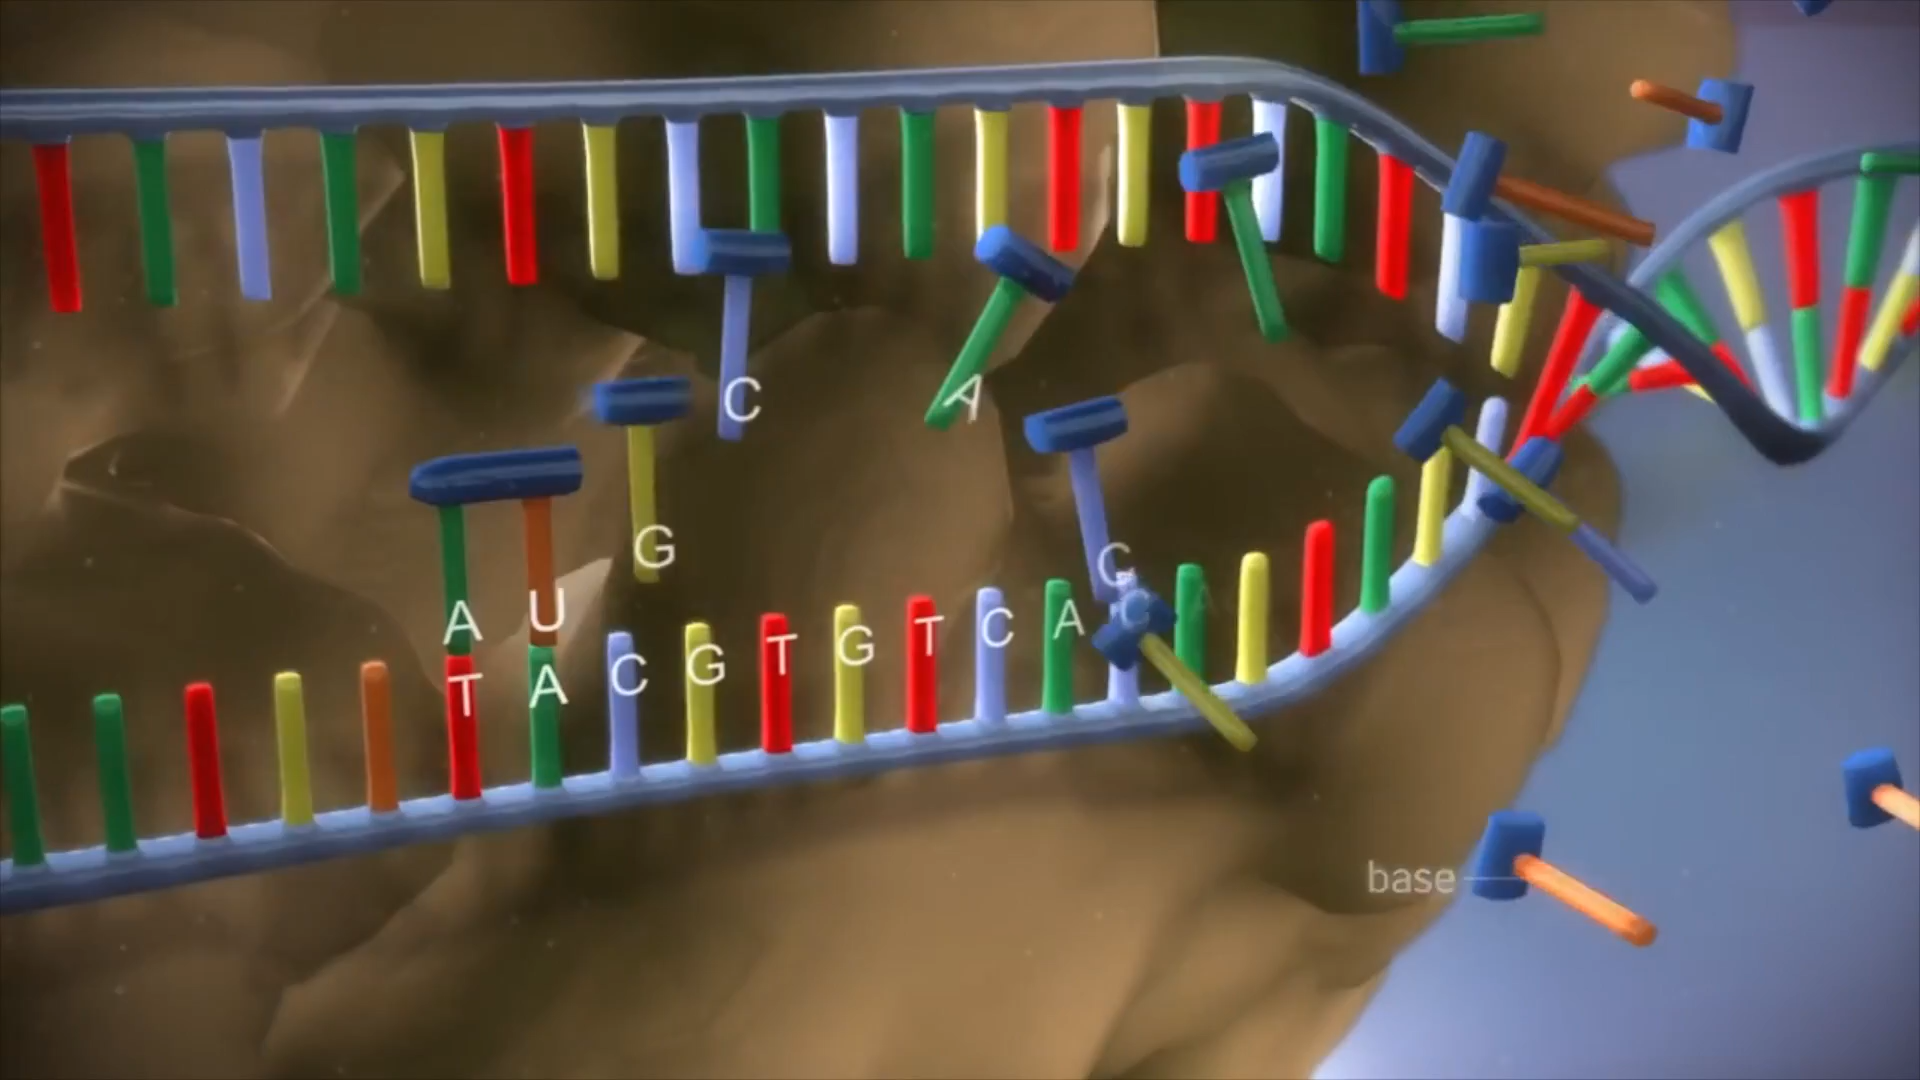 C A
G
C
A U
T A C G T G T C A C A
base